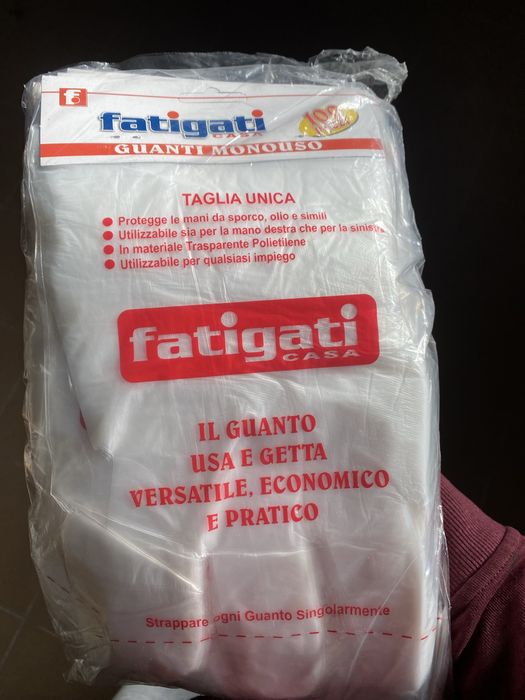 f
fatigati
CASA
100
GUANTI MONOUSO
TAGLIA UNICA
Protegge le mani da sporco, olio e simili
Utilizzabile sia per la mano destra che per la sinistra
In materiale Trasparente Polietilene
Utilizzabile per qualsiasi impiego
fatigati
CASA
IL GUANTO
USA E GETTA
VERSATILE, ECONOMICO
E PRATICO
Strappare ogni Guanto Singolarmente